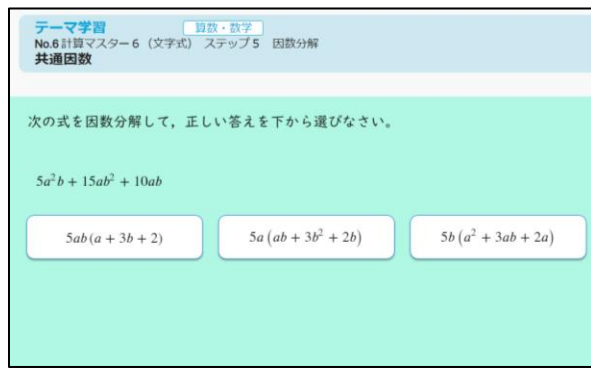 テーマ学習 算数・数学
No.6 計算マスター6（文字式） ステップ5 因数分解
共通因数
次の式を因数分解して，正しい答えを下から選びなさい。
5a²b + 15ab² + 10ab
5ab(a + 3b + 2) 5a(ab + 3b² + 2b) 5b(a² + 3ab + 2a)